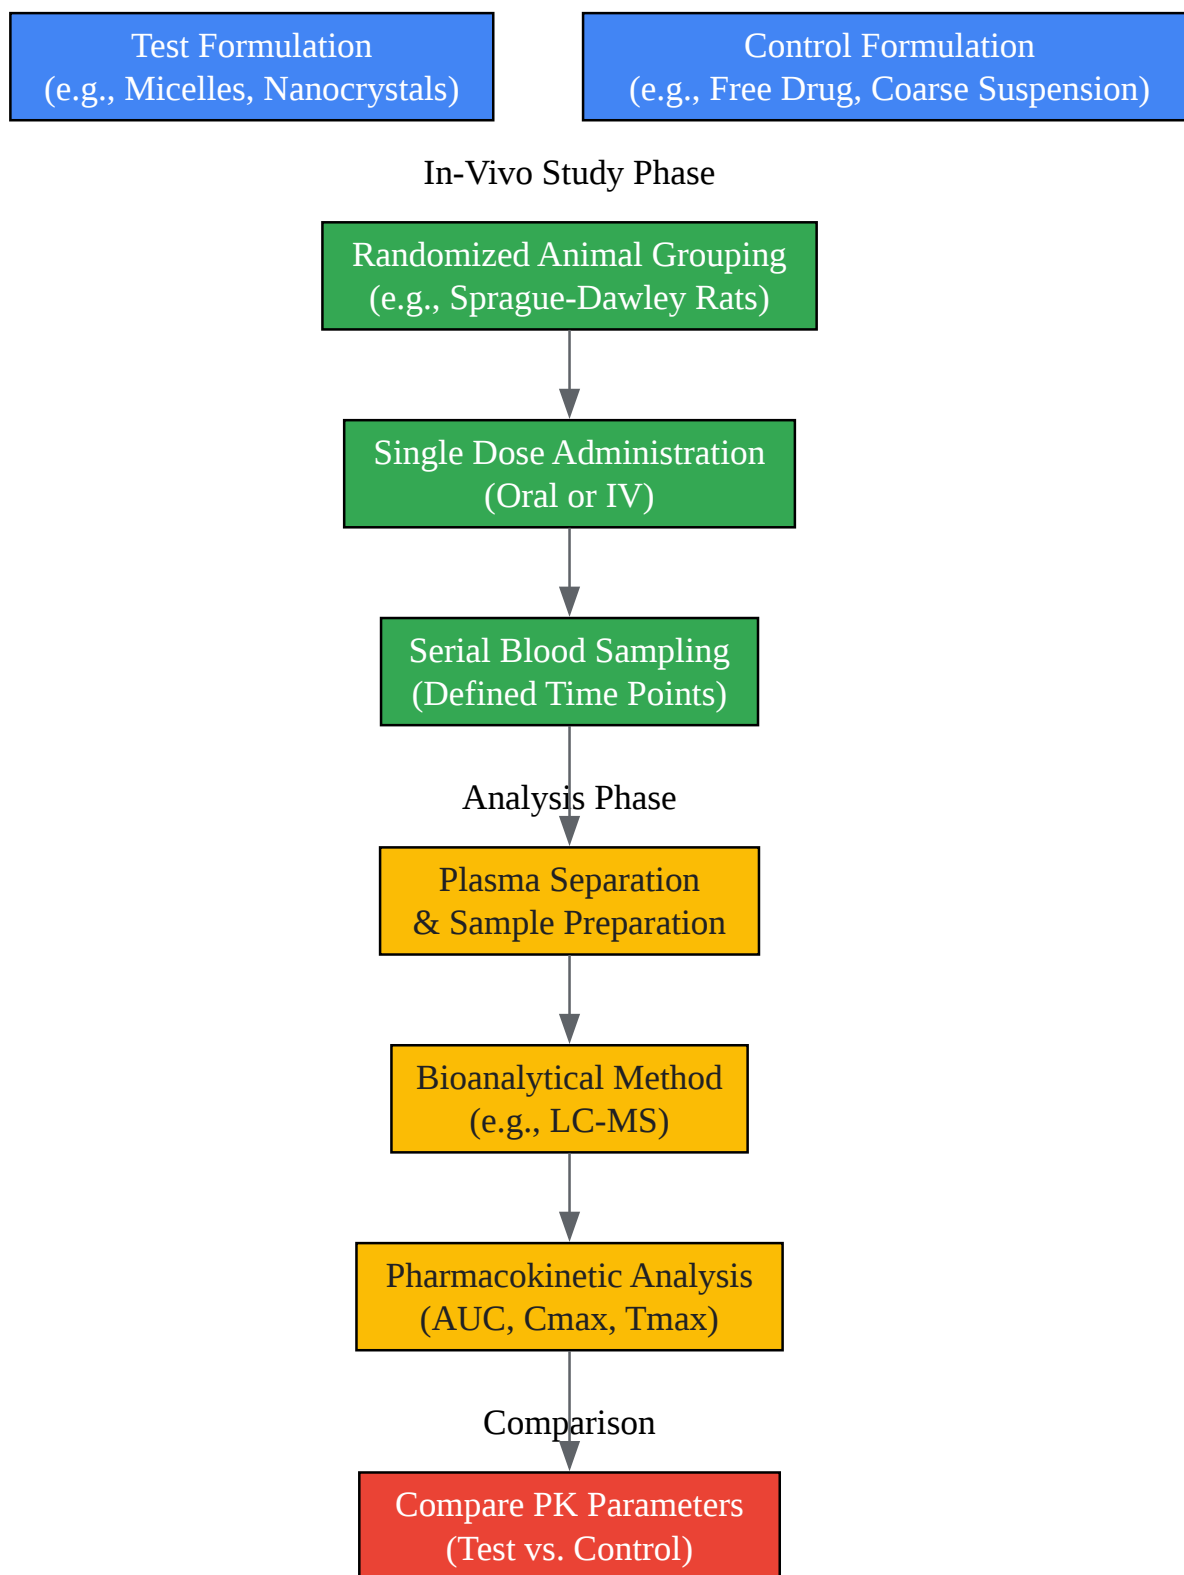 Test Formulation
(e.g., Micelles, Nanocrystals)
Control Formulation
(e.g., Free Drug, Coarse Suspension)
In-Vivo Study Phase
Randomized Animal Grouping
(e.g., Sprague-Dawley Rats)
Single Dose Administration
(Oral or IV)
Serial Blood Sampling
(Defined Time Points)
Analysis Phase
Plasma Separation
& Sample Preparation
Bioanalytical Method
(e.g., LC-MS)
Pharmacokinetic Analysis
(AUC, Cmax, Tmax)
Comparison
Compare PK Parameters
(Test vs. Control)